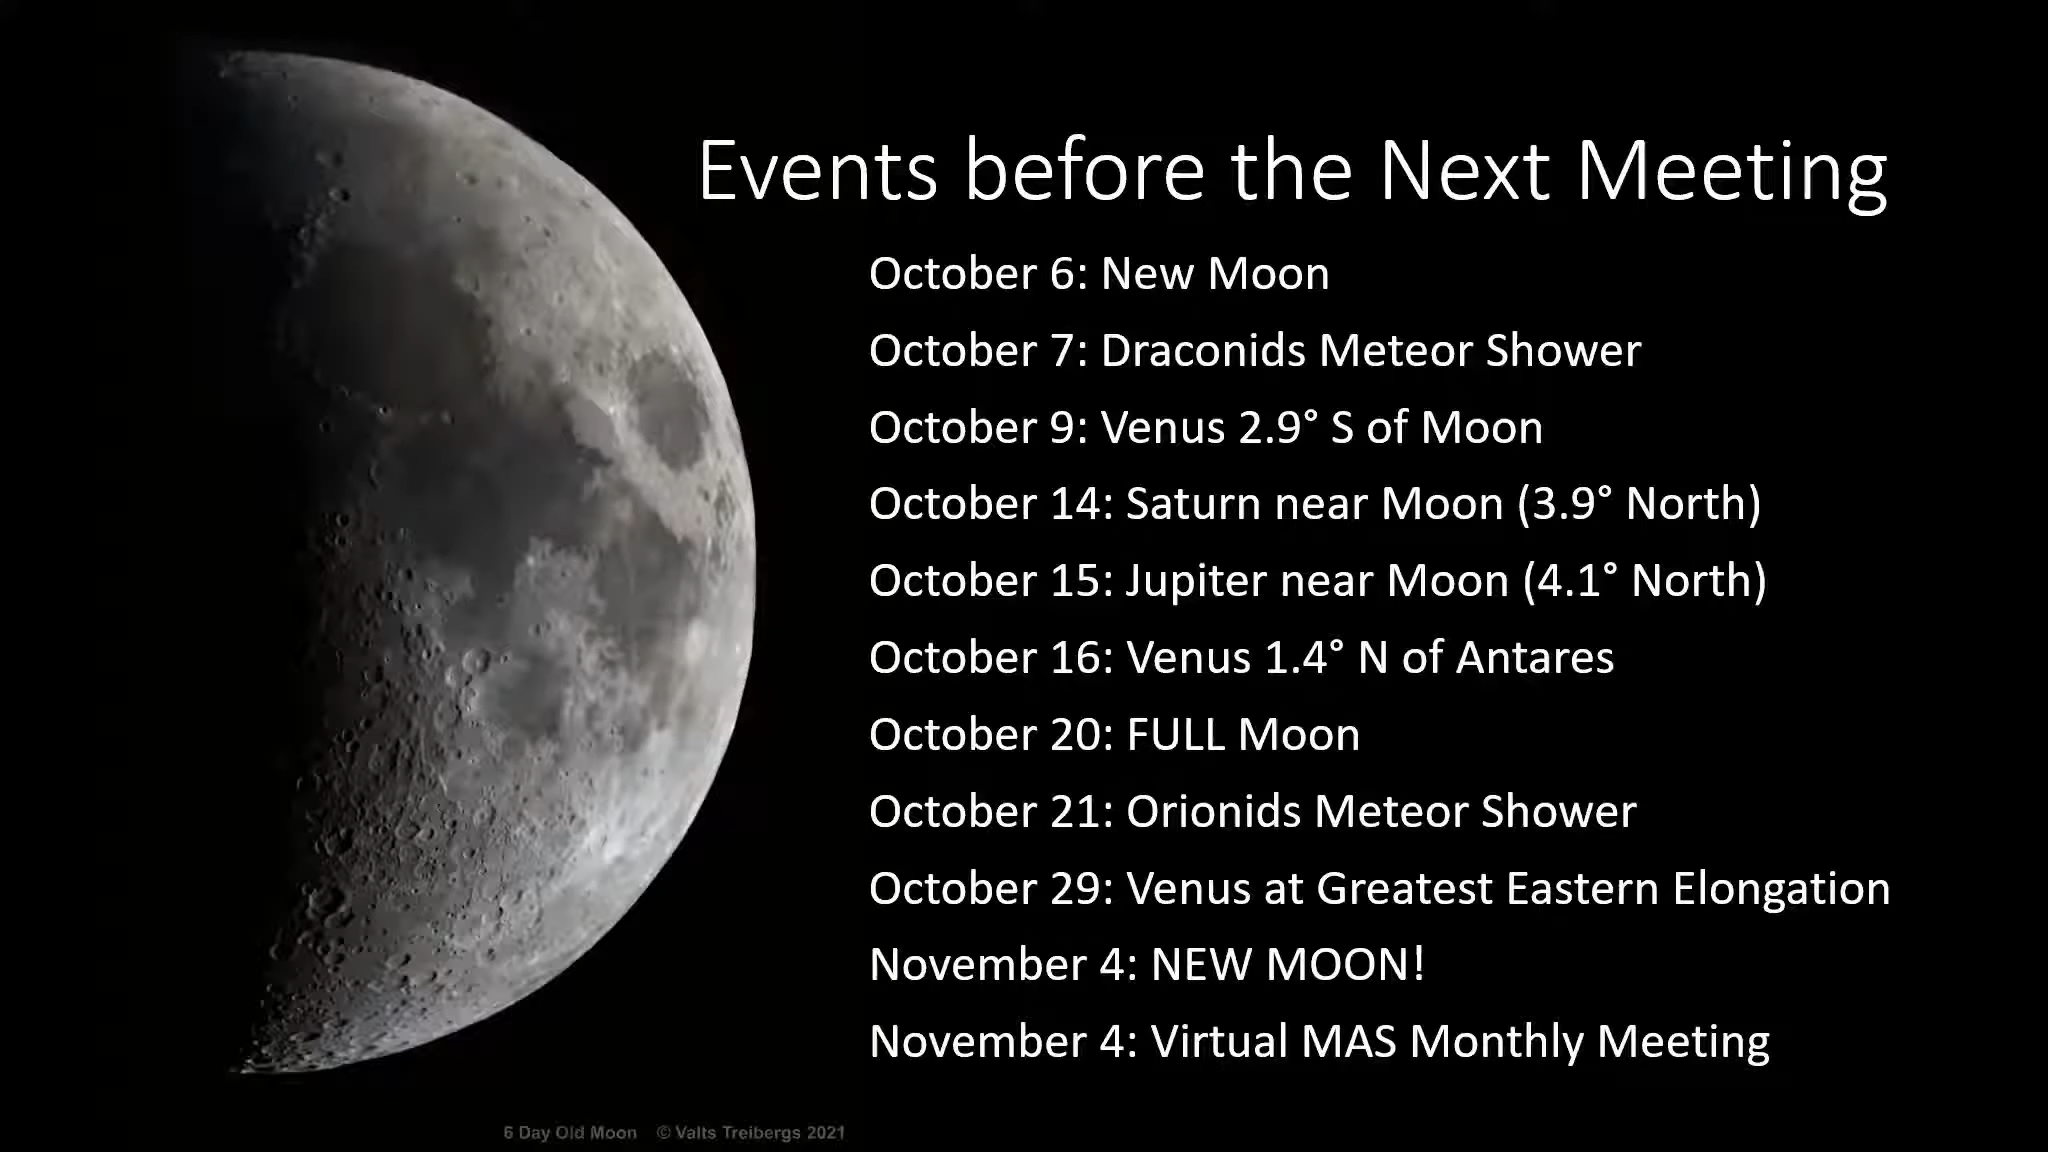 Events before the Next Meeting
October 6: New Moon
October 7: Draconids Meteor Shower
October 9: Venus 2.9° S of Moon
October 14: Saturn near Moon (3.9° North)
October 15: Jupiter near Moon (4.1° North)
October 16: Venus 1.4° N of Antares
October 20: FULL Moon
October 21: Orionids Meteor Shower
October 29: Venus at Greatest Eastern Elongation
November 4: NEW MOON!
November 4: Virtual MAS Monthly Meeting
6 Day Old Moon © Valts Treibergs 2021